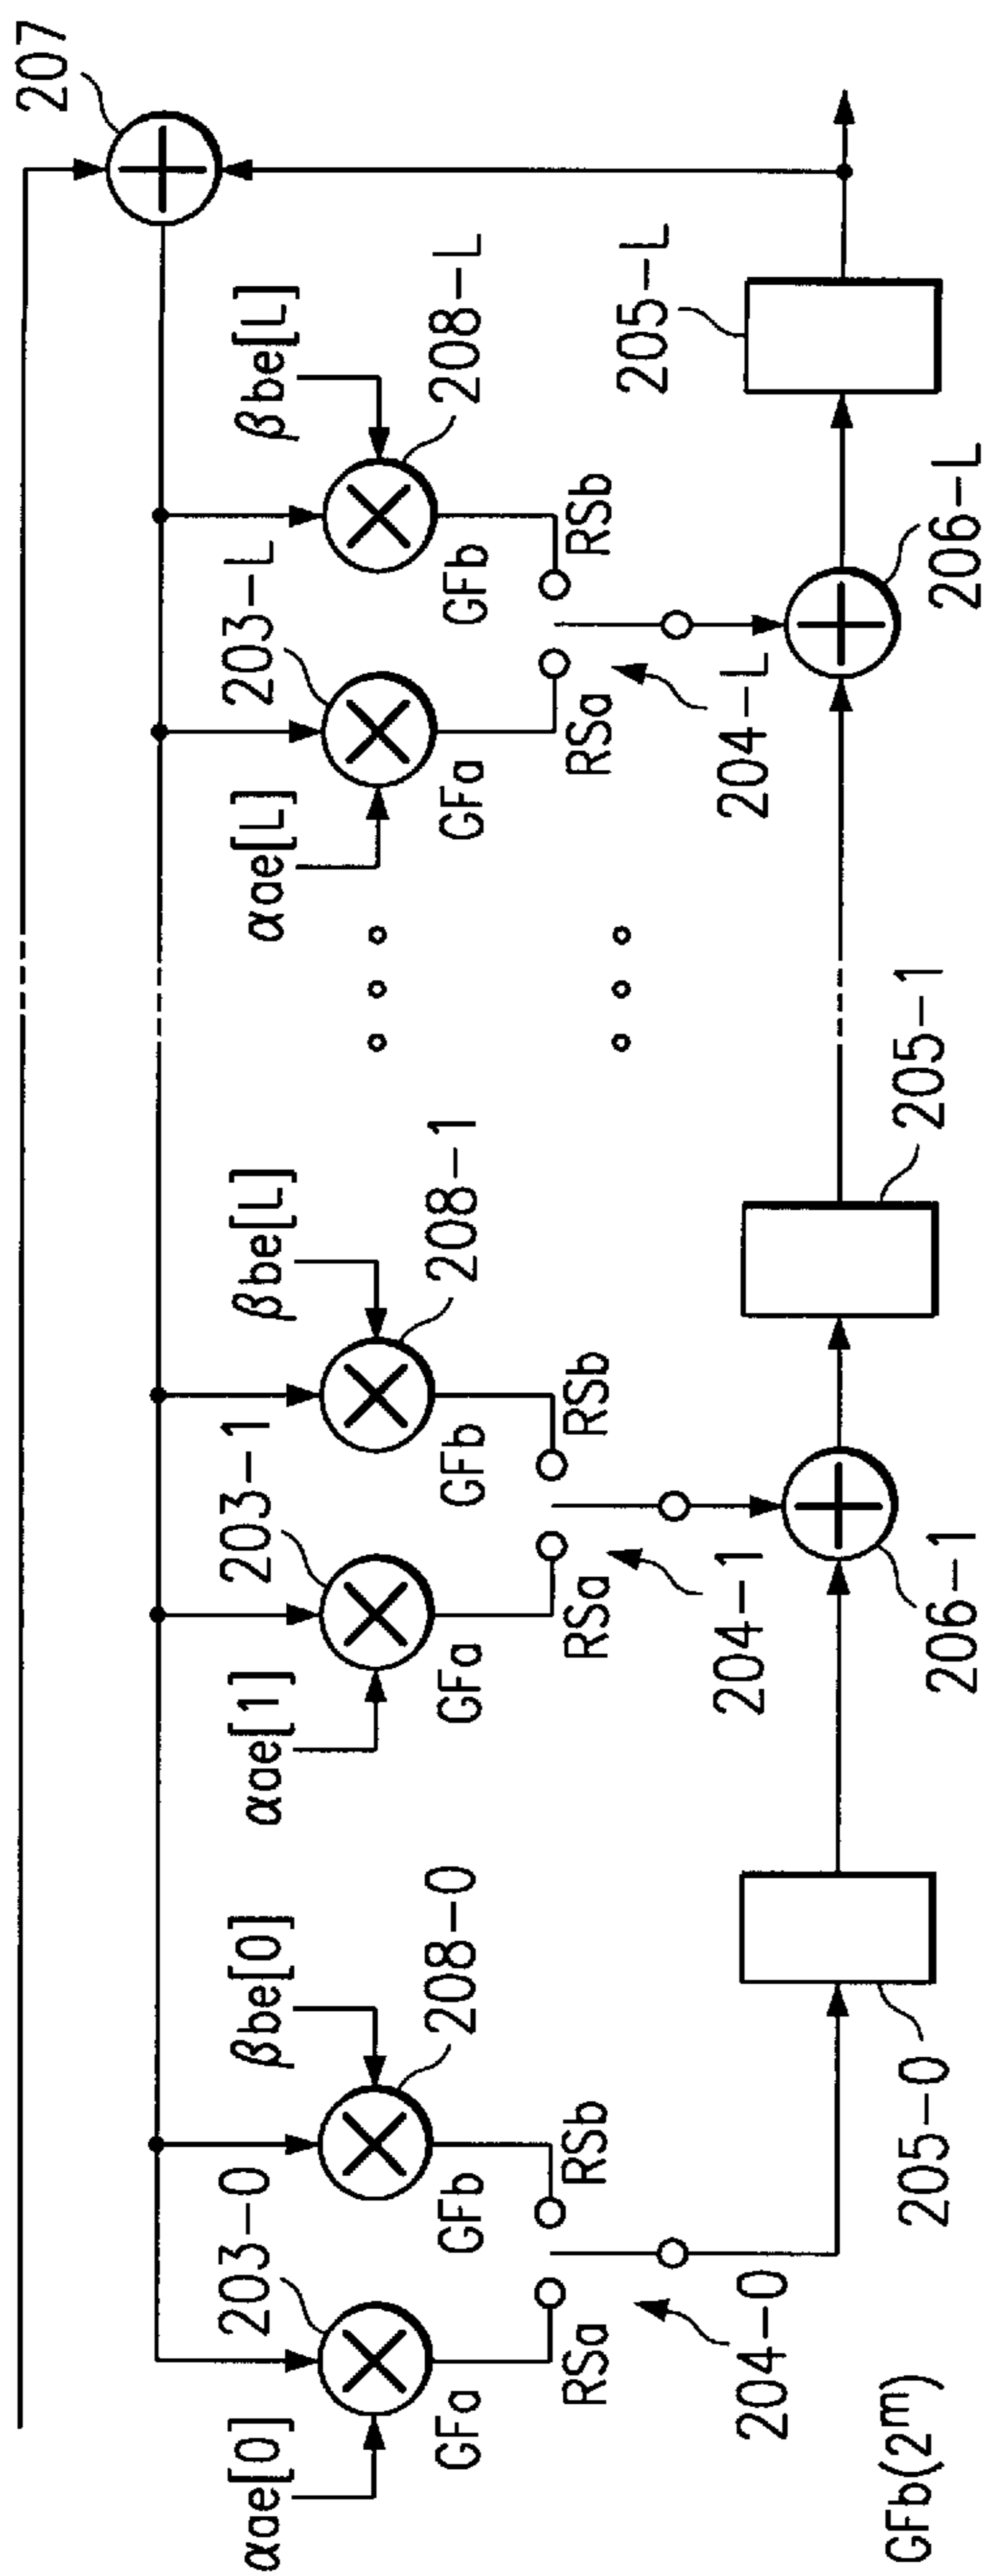 207
βbe[L]
208-L
αae[L]
203-L
GFa
GFb
RSa
RSb
204-L
205-L
206-L
βbe[L]
208-1
αae[1]
203-1
GFa
GFb
RSa
RSb
204-1
205-1
206-1
βbe[0]
208-0
αae[0]
203-0
GFa
GFb
RSa
RSb
204-0
205-0
GFb(2ᵐ)